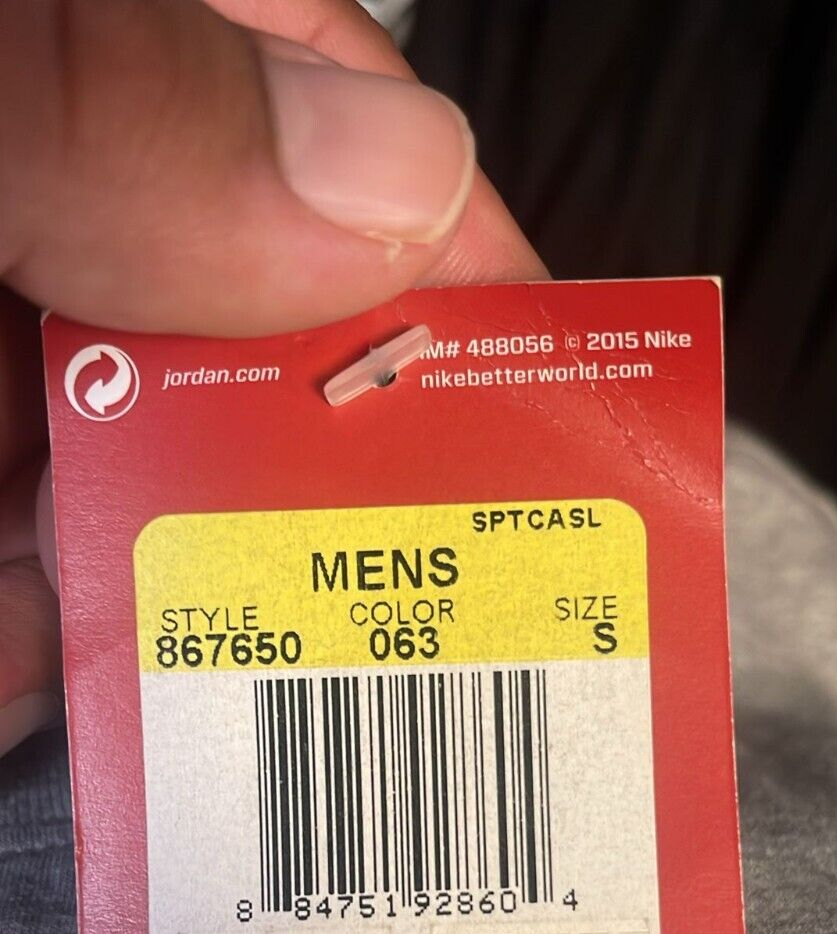 jordan.com
M# 488056 © 2015 Nike
nikebetterworld.com
SPTCASL
MENS
STYLE COLOR SIZE
867650 063 S
8 84751 92860 4